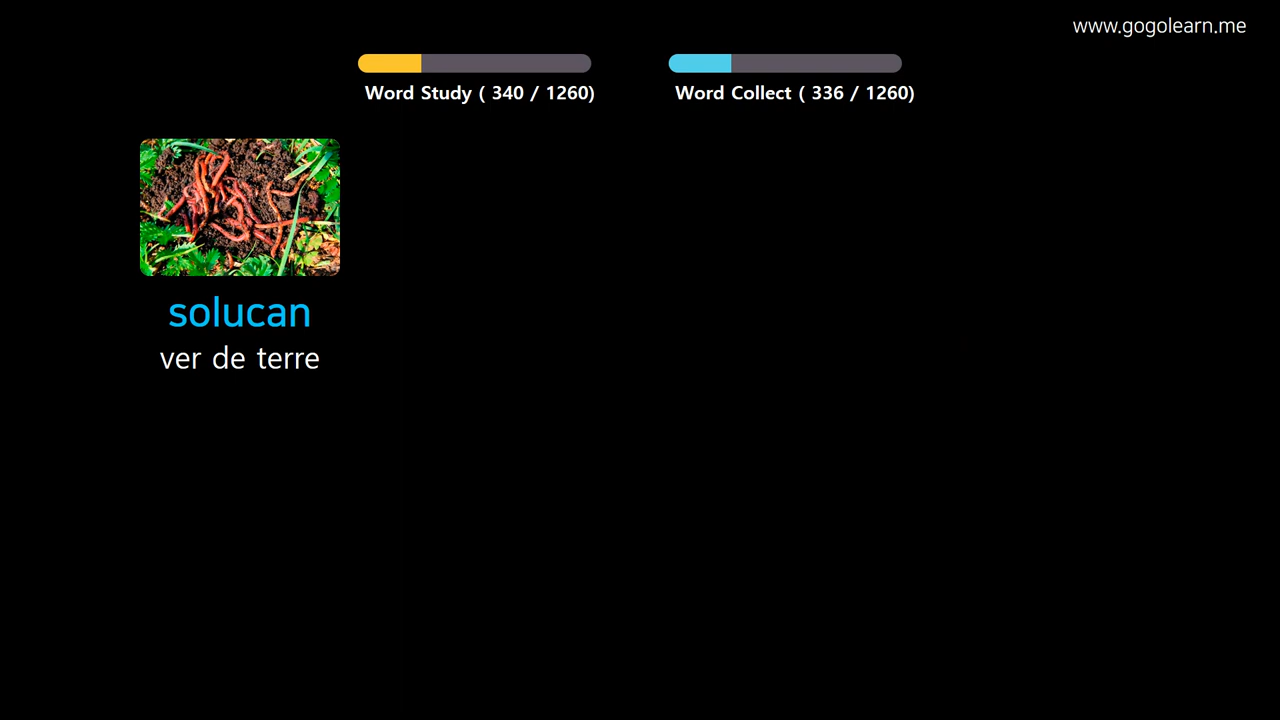 www.gogolearn.me
Word Study ( 340 / 1260)
Word Collect ( 336 / 1260)
solucan
ver de terre